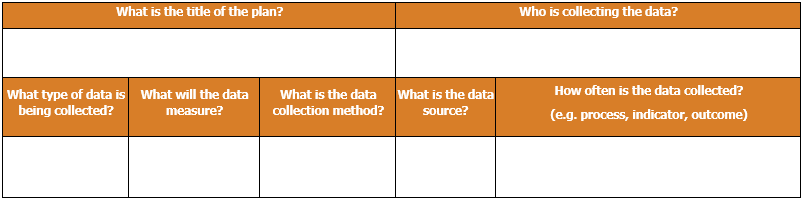 What is the title of the plan?
Who is collecting the data?
What type of data is
being collected?
What will the data
measure?
What is the data
collection method?
What is the data
source?
How often is the data collected?
(e.g. process, indicator, outcome)